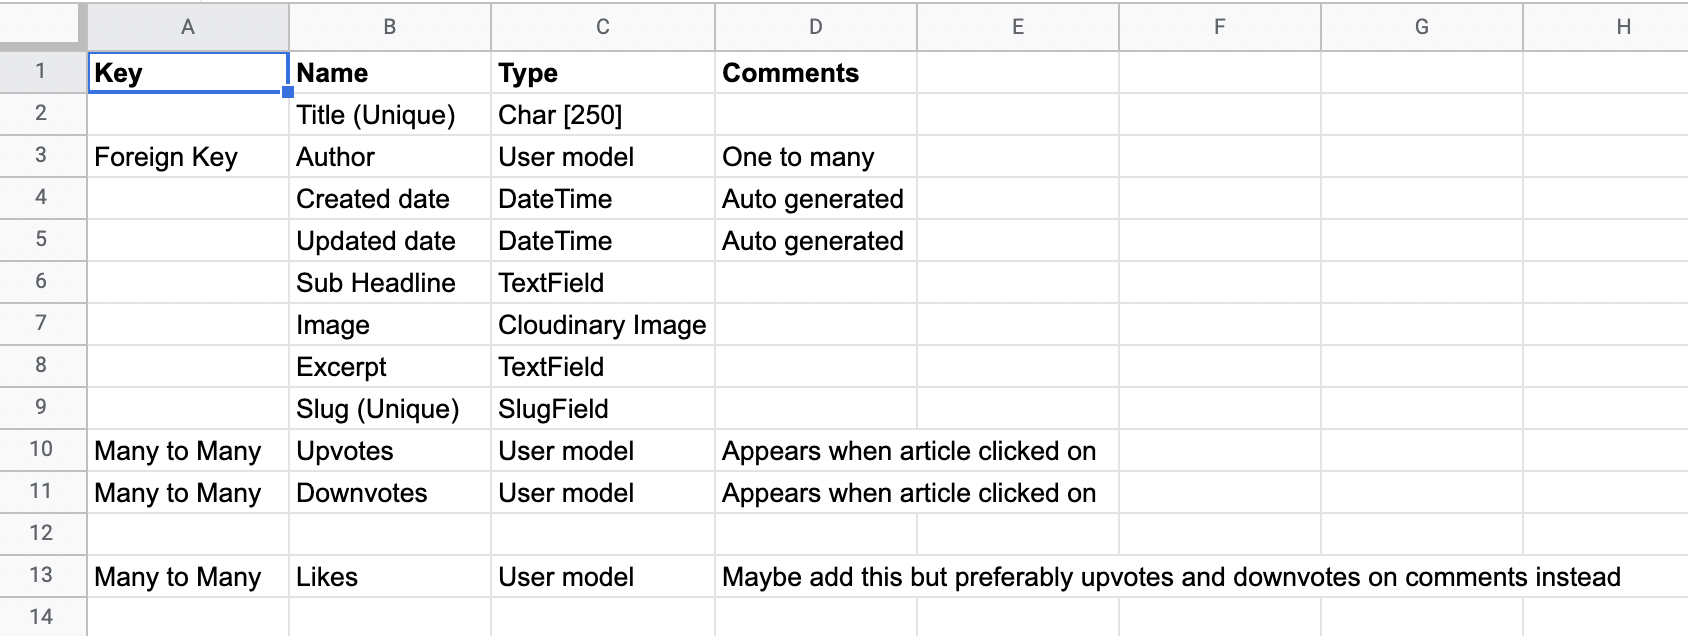 A B C D E F G H
1 Key Name Type Comments
2 Title (Unique) Char [250]
3 Foreign Key Author User model One to many
4 Created date DateTime Auto generated
5 Updated date DateTime Auto generated
6 Sub Headline TextField
7 Image Cloudinary Image
8 Excerpt TextField
9 Slug (Unique) SlugField
10 Many to Many Upvotes User model Appears when article clicked on
11 Many to Many Downvotes User model Appears when article clicked on
12
13 Many to Many Likes User model Maybe add this but preferably upvotes and downvotes on comments instead
14